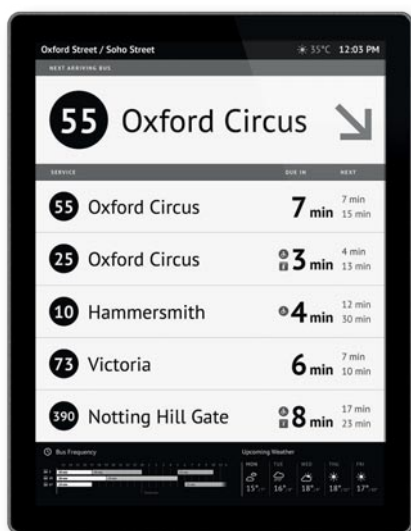 Oxford Street / Soho Street 35°C 12:03 PM
NEXT ARRIVING BUS
55 Oxford Circus
SERVICE DUE IN NEXT
55 Oxford Circus 7 min 7 min
15 min
25 Oxford Circus 3 min 4 min
13 min
10 Hammersmith 4 min 12 min
30 min
73 Victoria 6 min 7 min
10 min
390 Notting Hill Gate 8 min 17 min
23 min
Bus Frequency Upcoming Weather
MON TUE WED THU FRI
15° 16° 18° 18° 17°